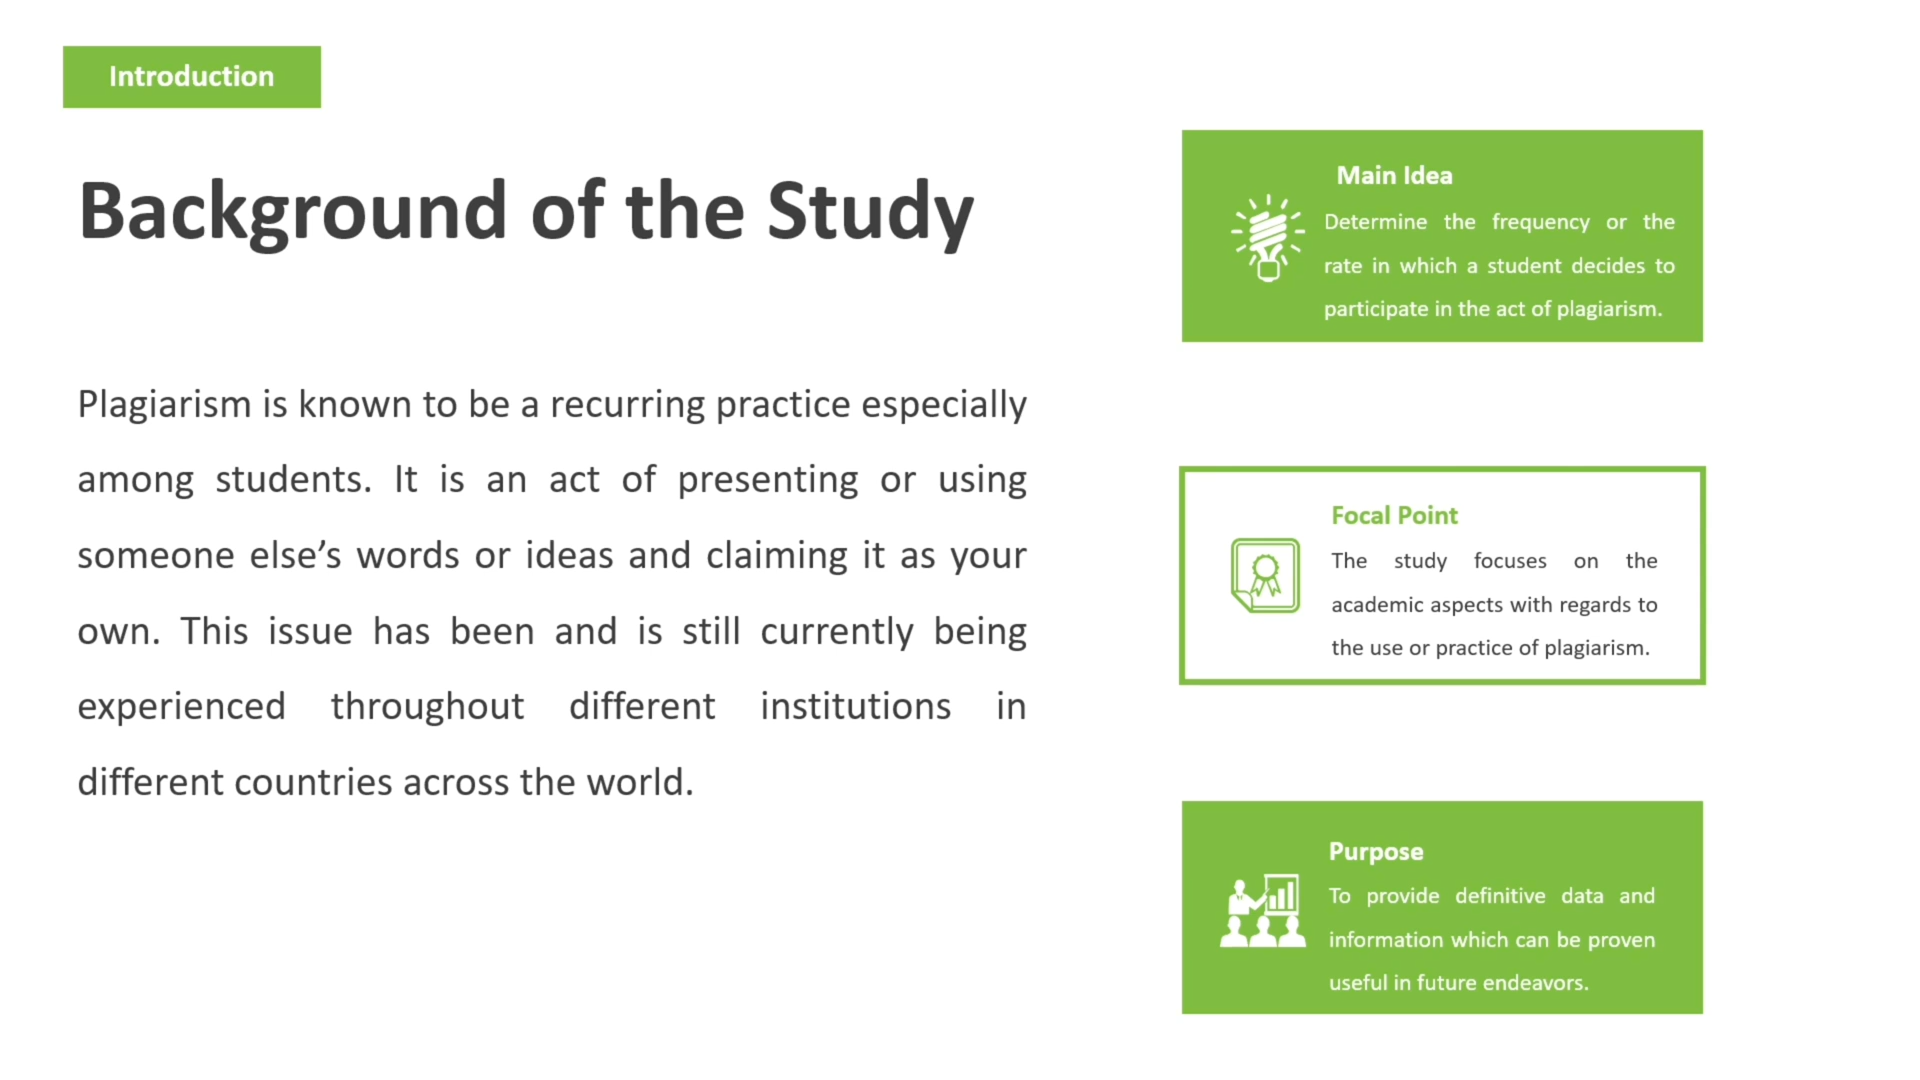 Introduction
Background of the Study
Plagiarism is known to be a recurring practice especially
among students. It is an act of presenting or using
someone else’s words or ideas and claiming it as your
own. This issue has been and is still currently being
experienced throughout different institutions in
different countries across the world.
Main Idea
Determine the frequency or the
rate in which a student decides to
participate in the act of plagiarism.
Focal Point
The study focuses on the
academic aspects with regards to
the use or practice of plagiarism.
Purpose
To provide definitive data and
information which can be proven
useful in future endeavors.